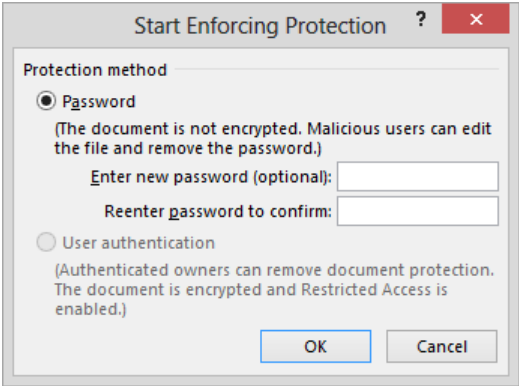 Start Enforcing Protection ? ×
Protection method
Password
(The document is not encrypted. Malicious users can edit
the file and remove the password.)
Enter new password (optional):
Reenter password to confirm:
User authentication
(Authenticated owners can remove document protection.
The document is encrypted and Restricted Access is
enabled.)
OK Cancel